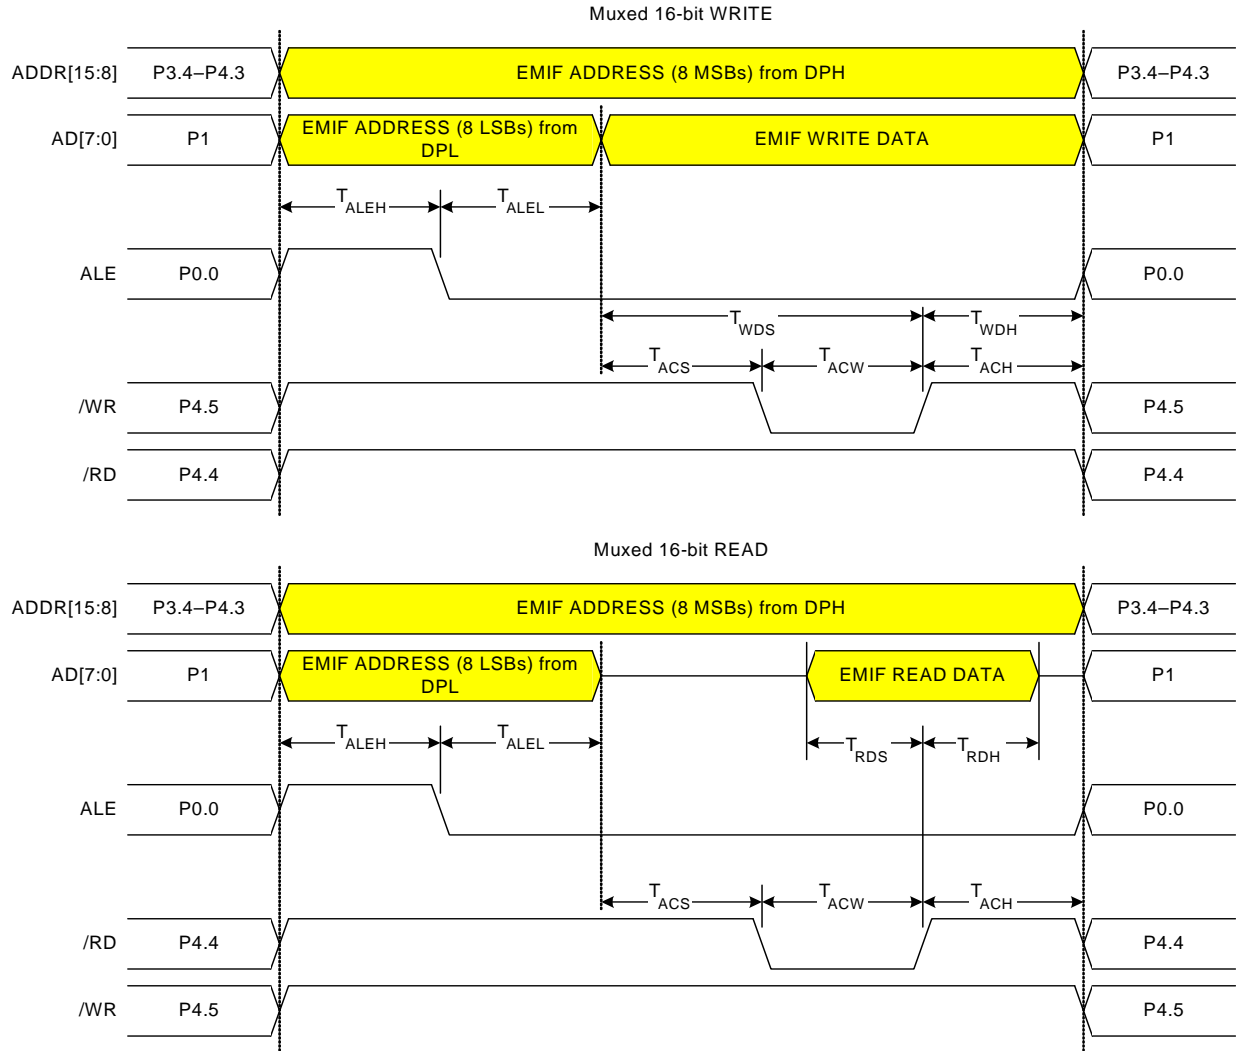 Muxed 16-bit WRITE
ADDR[15:8] P3.4–P4.3 EMIF ADDRESS (8 MSBs) from DPH P3.4–P4.3
AD[7:0] P1 EMIF ADDRESS (8 LSBs) from DPL EMIF WRITE DATA P1
TALEH TALEL
ALE P0.0 P0.0
TWDS TWDH
TACS TACW TACH
/WR P4.5 P4.5
/RD P4.4 P4.4
Muxed 16-bit READ
ADDR[15:8] P3.4–P4.3 EMIF ADDRESS (8 MSBs) from DPH P3.4–P4.3
AD[7:0] P1 EMIF ADDRESS (8 LSBs) from DPL EMIF READ DATA P1
TALEH TALEL TRDS TRDH
ALE P0.0 P0.0
TACS TACW TACH
/RD P4.4 P4.4
/WR P4.5 P4.5